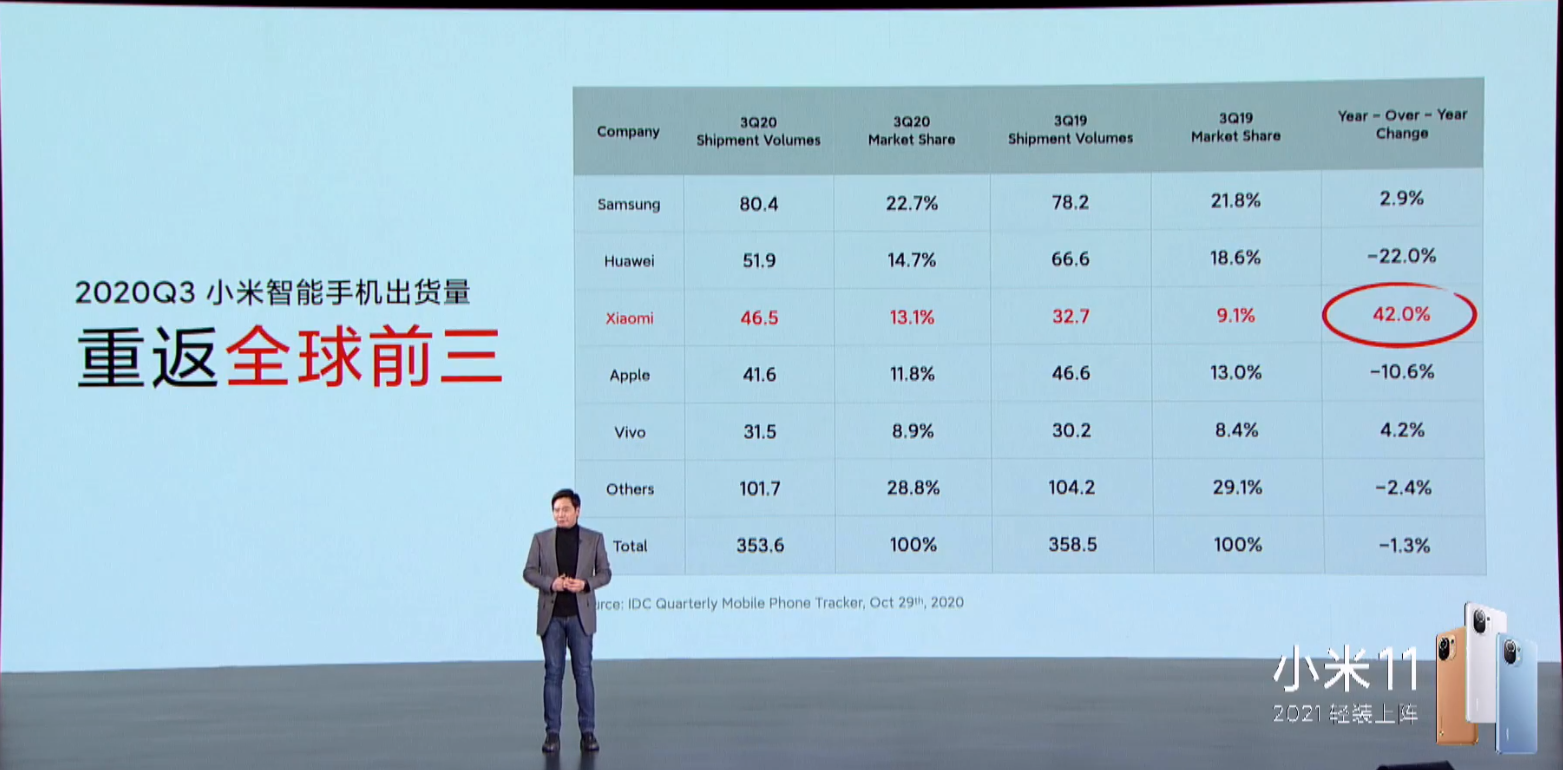 2020Q3 小米智能手机出货量
重返全球前三
Company 3Q20 Shipment Volumes 3Q20 Market Share 3Q19 Shipment Volumes 3Q19 Market Share Year – Over – Year Change
Samsung 80.4 22.7% 78.2 21.8% 2.9%
Huawei 51.9 14.7% 66.6 18.6% −22.0%
Xiaomi 46.5 13.1% 32.7 9.1% 42.0%
Apple 41.6 11.8% 46.6 13.0% −10.6%
Vivo 31.5 8.9% 30.2 8.4% 4.2%
Others 101.7 28.8% 104.2 29.1% −2.4%
Total 353.6 100% 358.5 100% −1.3%
IDC Quarterly Mobile Phone Tracker, Oct 29th, 2020
小米11
2021 轻装上阵